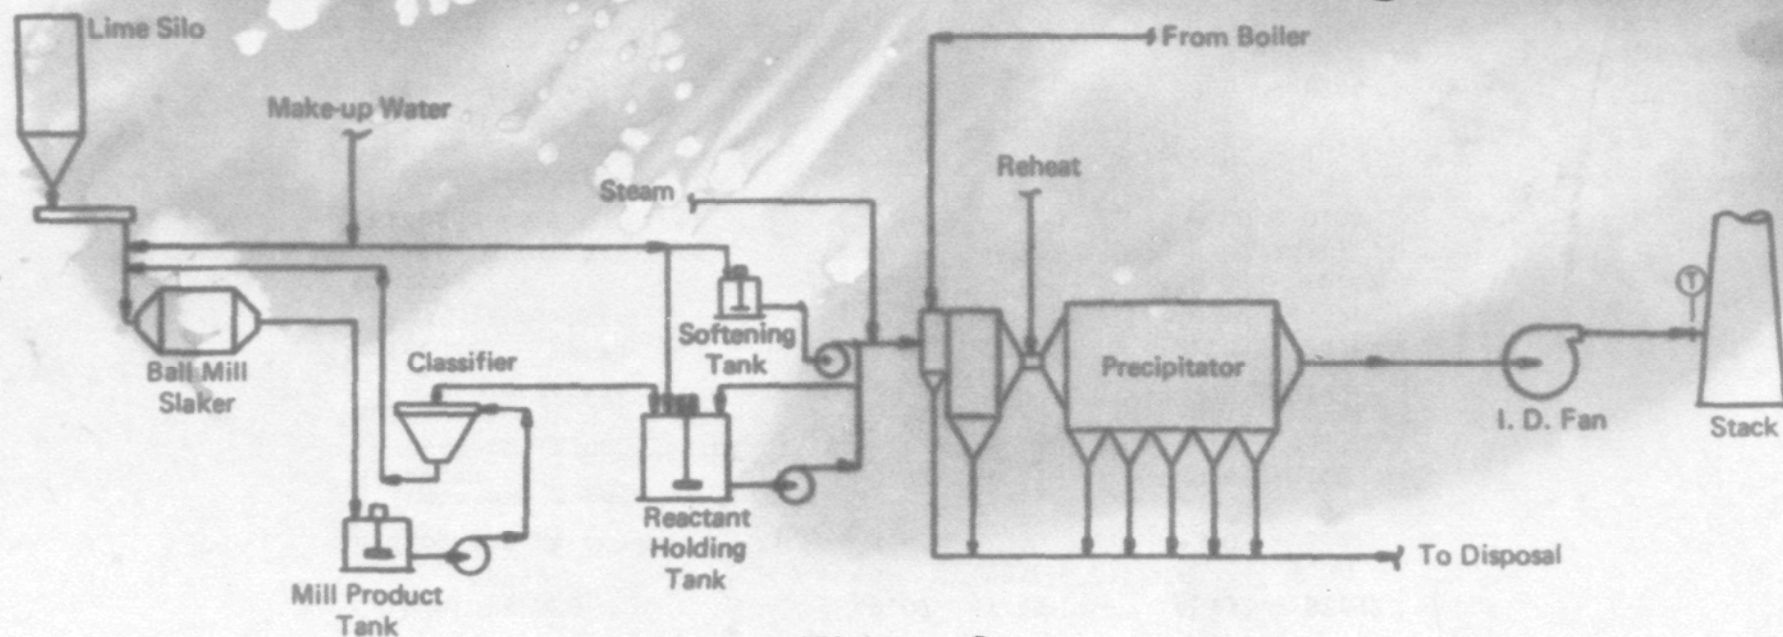 Lime Silo
From Boiler
Make-up Water
Reheat
Steam
T
Softening
Tank
Classifier
Precipitator
Ball Mill
Slaker
I. D. Fan
Stack
Reactant
Holding
Tank
To Disposal
Mill Product
Tank